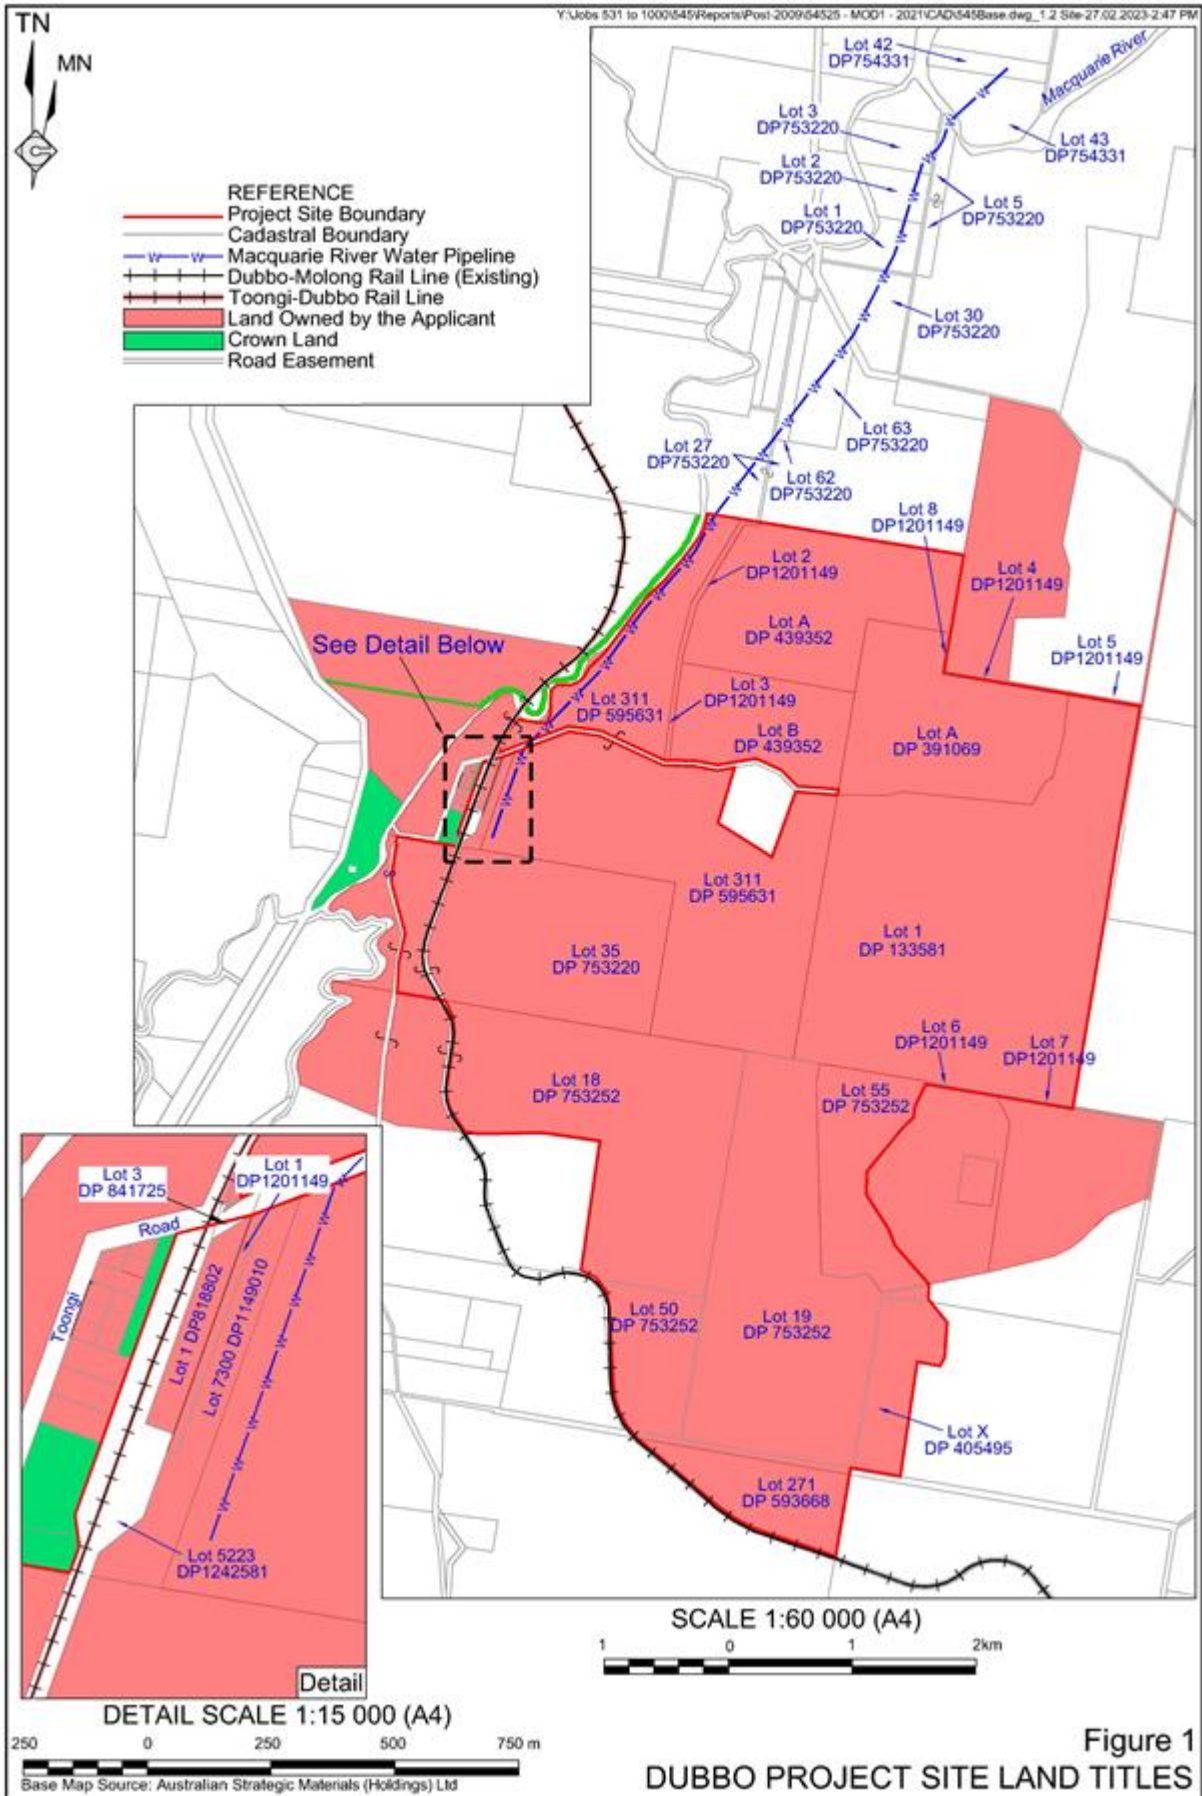 Y:\Jobs 531 to 1000\545\Reports\Post-2009\54525 - MOD1 - 2021\CAD\545Base.dwg_1.2 Site-27.02.2023-2:47 PM
TN
MN
REFERENCE
Project Site Boundary
Cadastral Boundary
W W Macquarie River Water Pipeline
Dubbo-Molong Rail Line (Existing)
Toongi-Dubbo Rail Line
Land Owned by the Applicant
Crown Land
Road Easement
Lot 42
DP754331
Macquarie River
Lot 3
DP753220
Lot 43
DP754331
Lot 2
DP753220
Lot 5
DP753220
Lot 1
DP753220
Lot 30
DP753220
Lot 63
DP753220
Lot 27
DP753220
Lot 62
DP753220
Lot 8
DP1201149
Lot 2
DP1201149
Lot 4
DP1201149
Lot A
DP 439352
Lot 5
DP1201149
See Detail Below
Lot 311
DP 595631
Lot 3
DP1201149
Lot B
DP 439352
Lot A
DP 391069
Lot 311
DP 595631
Lot 35
DP 753220
Lot 1
DP 133581
Lot 6
DP1201149
Lot 7
DP1201149
Lot 18
DP 753252
Lot 55
DP 753252
Lot 50
DP 753252
Lot 19
DP 753252
Lot X
DP 405495
Lot 271
DP 593668
Lot 3
DP 841725
Lot 1
DP1201149
Road
Toongi
Lot 1 DP818802
Lot 7300 DP1149010
Lot 5223
DP1242581
Detail
SCALE 1:60 000 (A4)
1 0 1 2km
DETAIL SCALE 1:15 000 (A4)
250 0 250 500 750 m
Base Map Source: Australian Strategic Materials (Holdings) Ltd
Figure 1
DUBBO PROJECT SITE LAND TITLES